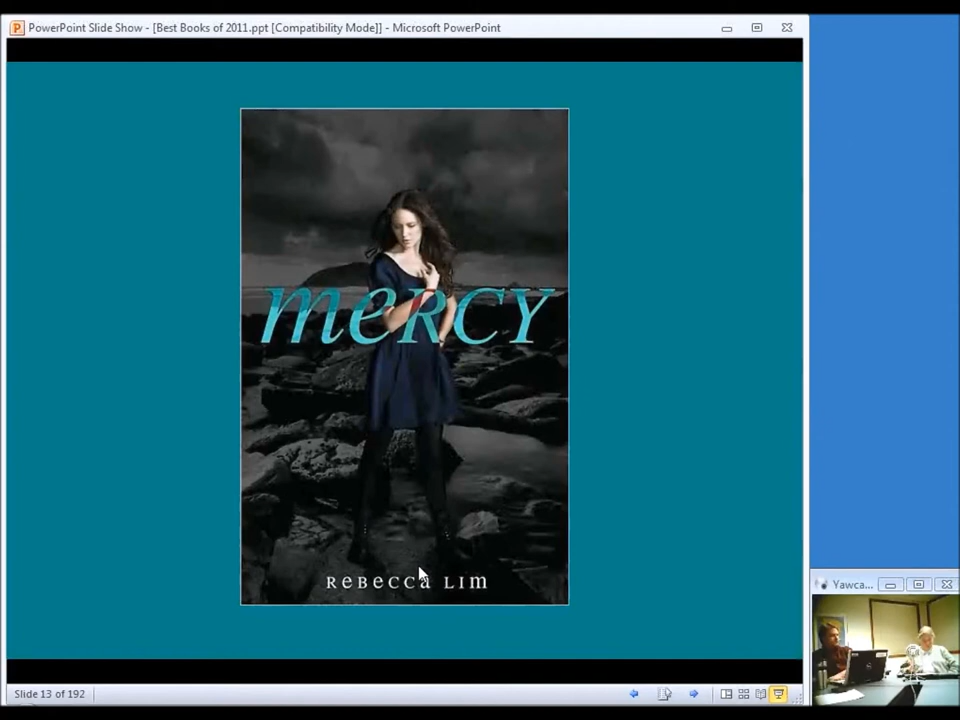 PowerPoint Slide Show - [Best Books of 2011.ppt [Compatibility Mode]] - Microsoft PowerPoint
meRCY
ReBeCCa LIm
Slide 13 of 192
Yawca...